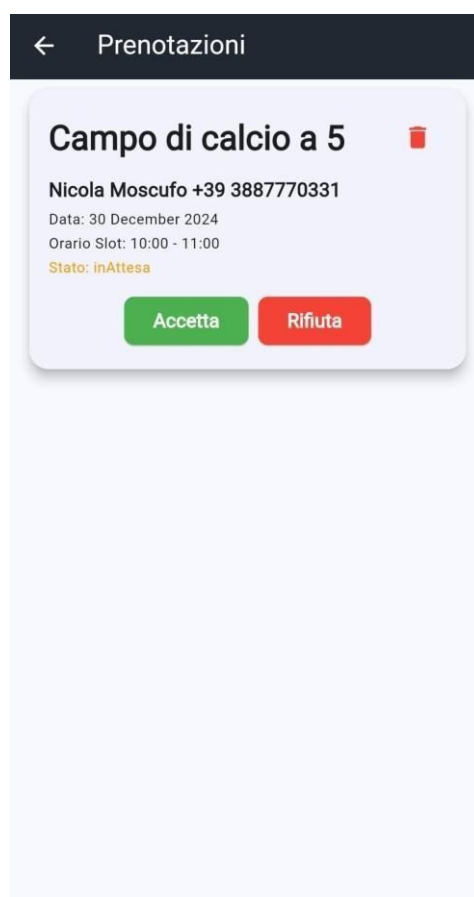 Prenotazioni
Campo di calcio a 5
Nicola Moscufo +39 3887770331
Data: 30 December 2024
Orario Slot: 10:00 - 11:00
Stato: inAttesa
Accetta Rifiuta